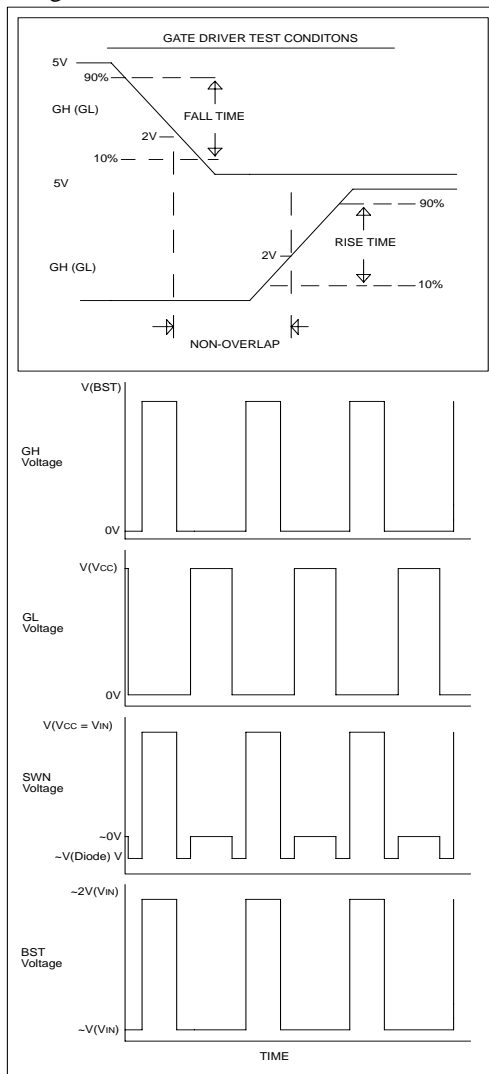 GATE DRIVER TEST CONDITONS
5V
90%
GH (GL)
FALL TIME
2V
10%
5V
90%
2V
RISE TIME
GH (GL)
10%
NON-OVERLAP
V(BST)
GH
Voltage
0V
V(VCC)
GL
Voltage
0V
V(VCC = VIN)
SWN
Voltage
~0V
~V(Diode) V
~2V(VIN)
BST
Voltage
~V(VIN)
TIME